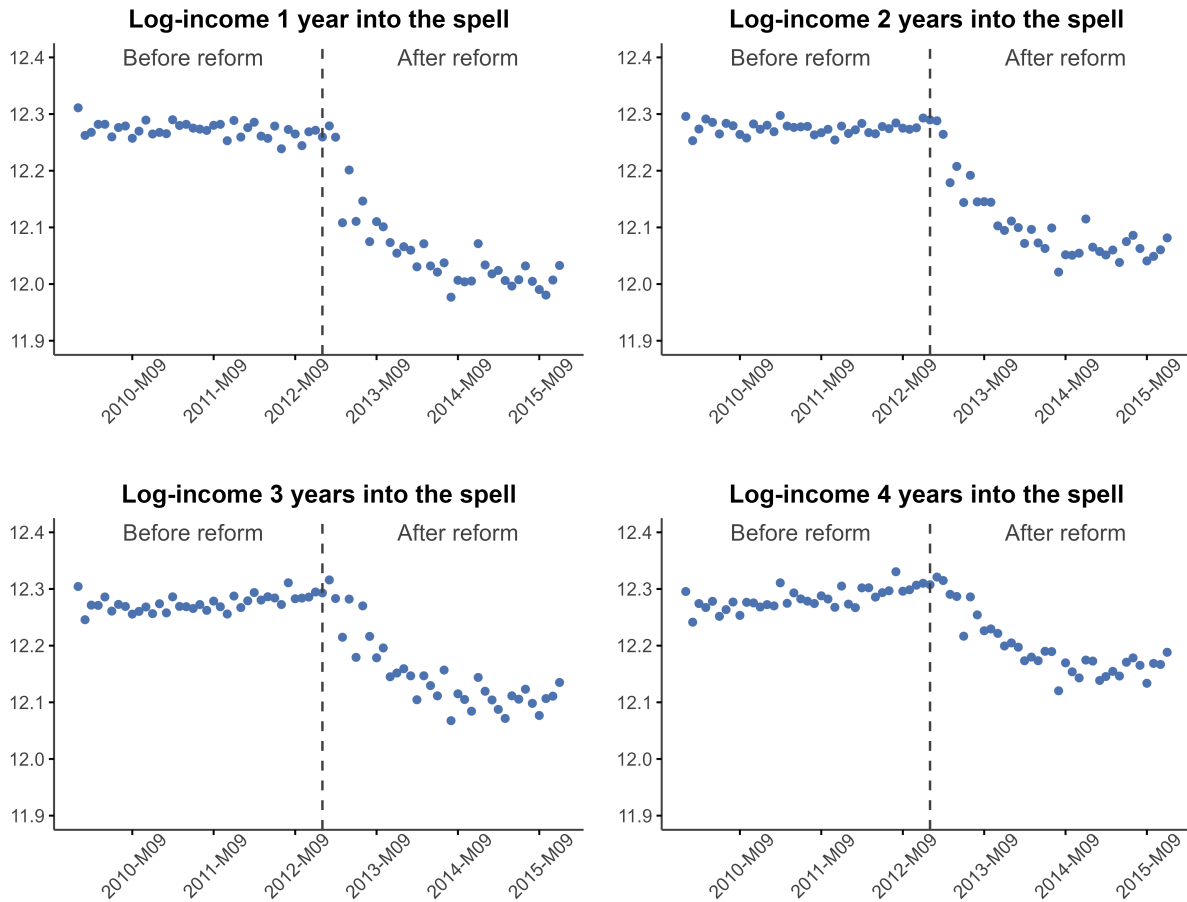 Log-income 1 year into the spell
Before reform
After reform
12.4
12.3
12.2
12.1
12.0
11.9
2010-M09
2011-M09
2012-M09
2013-M09
2014-M09
2015-M09
Log-income 2 years into the spell
Before reform
After reform
12.4
12.3
12.2
12.1
12.0
11.9
2010-M09
2011-M09
2012-M09
2013-M09
2014-M09
2015-M09
Log-income 3 years into the spell
Before reform
After reform
12.4
12.3
12.2
12.1
12.0
11.9
2010-M09
2011-M09
2012-M09
2013-M09
2014-M09
2015-M09
Log-income 4 years into the spell
Before reform
After reform
12.4
12.3
12.2
12.1
12.0
11.9
2010-M09
2011-M09
2012-M09
2013-M09
2014-M09
2015-M09